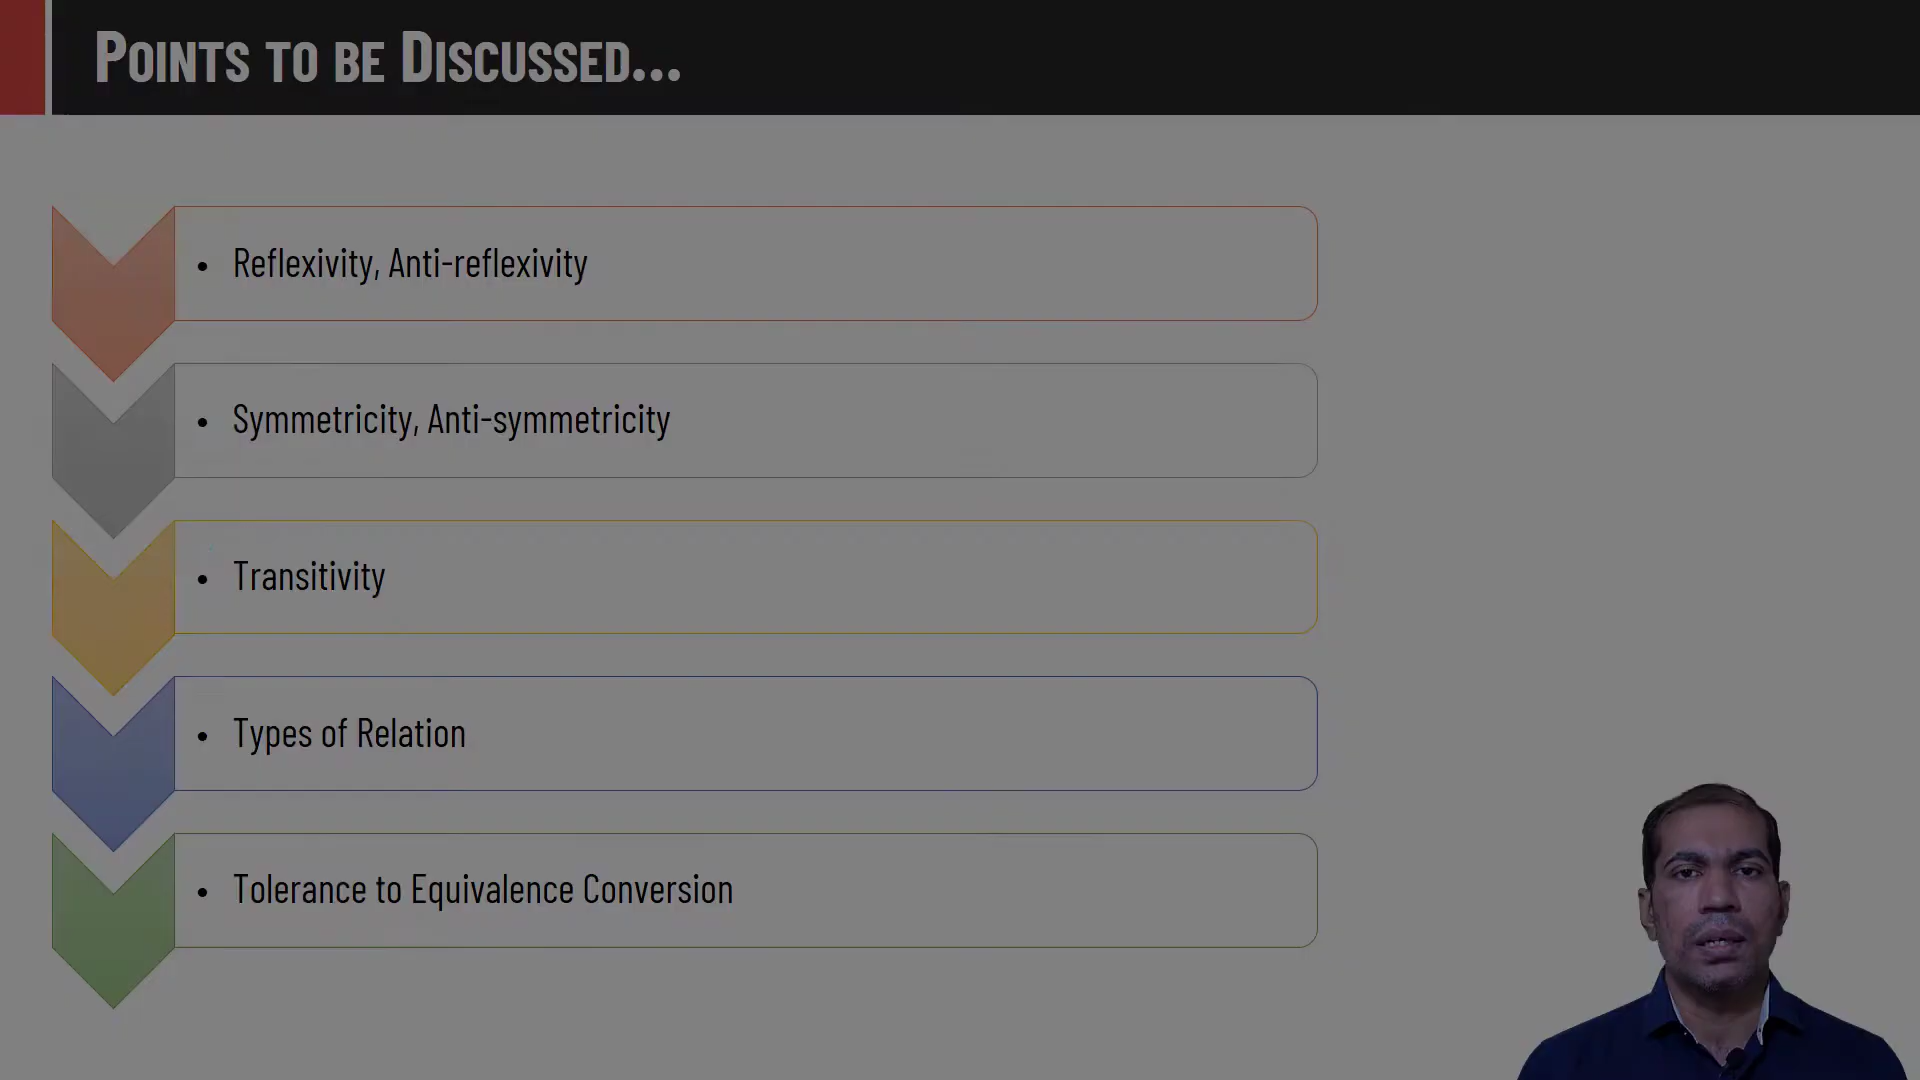 Points to be Discussed...
• Reflexivity, Anti-reflexivity
• Symmetricity, Anti-symmetricity
• Transitivity
• Types of Relation
• Tolerance to Equivalence Conversion